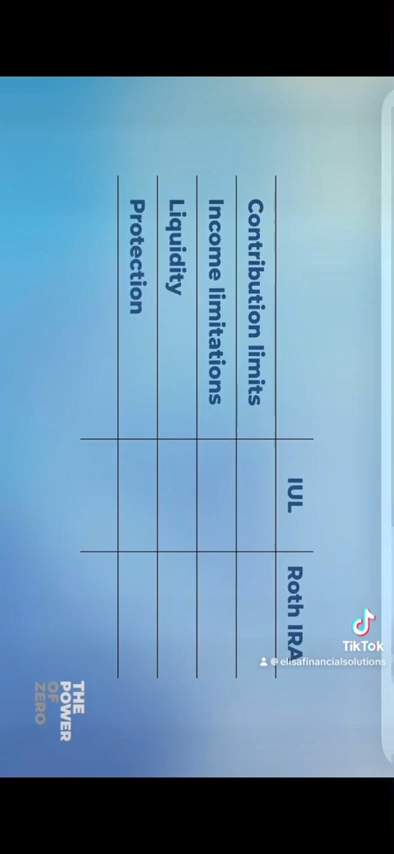 IUL
Roth IRA
Contribution limits
Income limitations
Liquidity
Protection
THE
POWER
OF
ZERO
TikTok
@elisafinancialsolutions